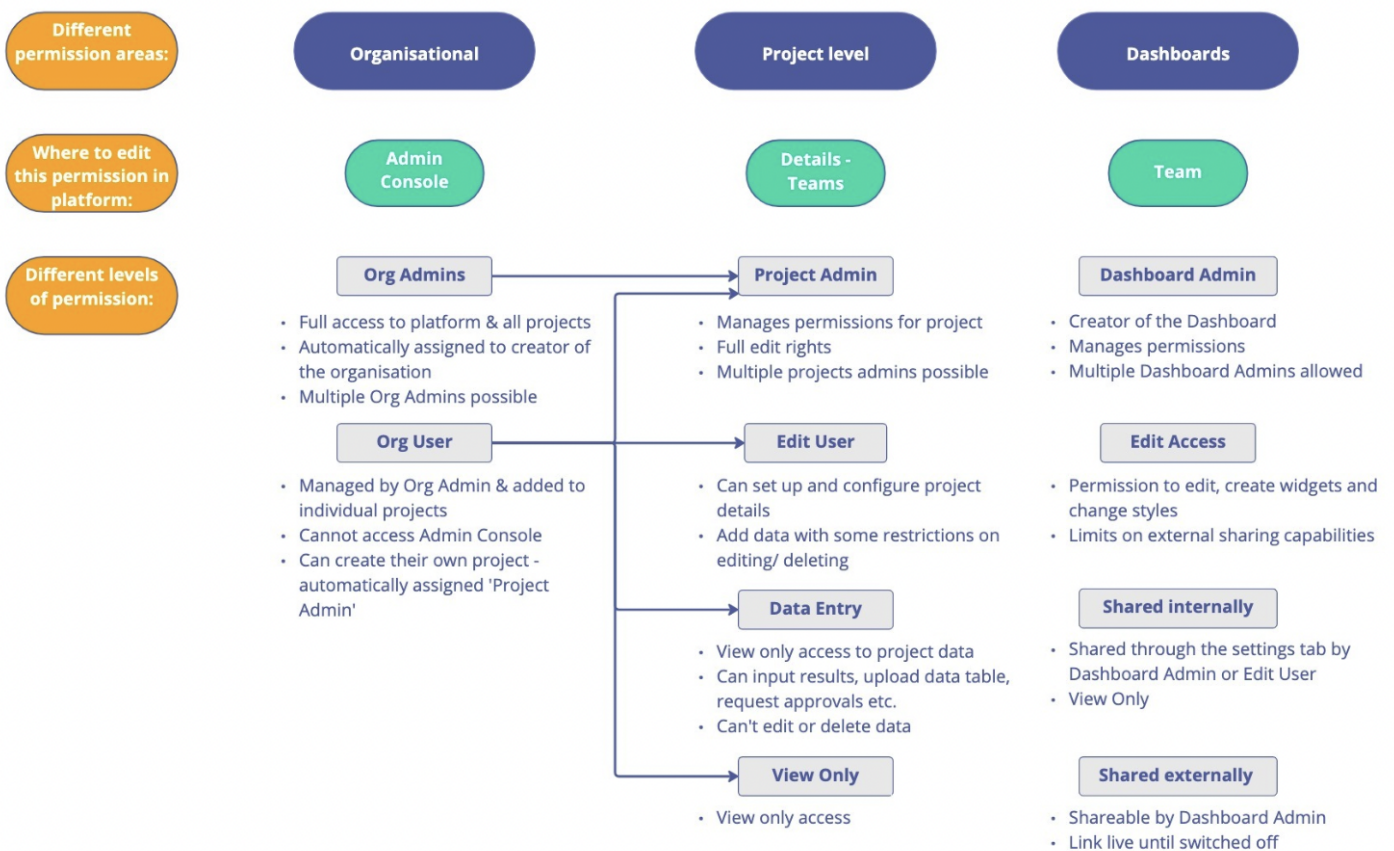 Different
permission areas:
Organisational
Project level
Dashboards
Where to edit
this permission in
platform:
Admin
Console
Details -
Teams
Team
Different levels
of permission:
Org Admins
• Full access to platform & all projects
• Automatically assigned to creator of
the organisation
• Multiple Org Admins possible
Org User
• Managed by Org Admin & added to
individual projects
• Cannot access Admin Console
• Can create their own project -
automatically assigned 'Project
Admin'
Project Admin
• Manages permissions for project
• Full edit rights
• Multiple projects admins possible
Edit User
• Can set up and configure project
details
• Add data with some restrictions on
editing/ deleting
Data Entry
• View only access to project data
• Can input results, upload data table,
request approvals etc.
• Can't edit or delete data
View Only
• View only access
Dashboard Admin
• Creator of the Dashboard
• Manages permissions
• Multiple Dashboard Admins allowed
Edit Access
• Permission to edit, create widgets and
change styles
• Limits on external sharing capabilities
Shared internally
• Shared through the settings tab by
Dashboard Admin or Edit User
• View Only
Shared externally
• Shareable by Dashboard Admin
• Link live until switched off